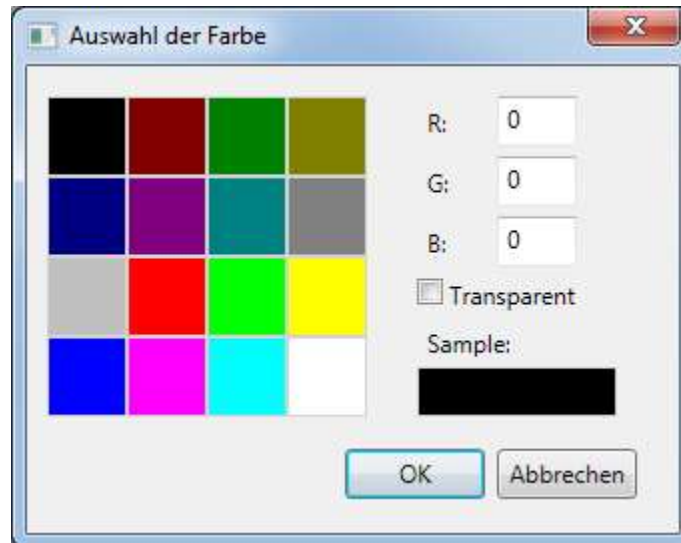 Auswahl der Farbe
R: 0
G: 0
B: 0
Transparent
Sample:
OK Abbrechen